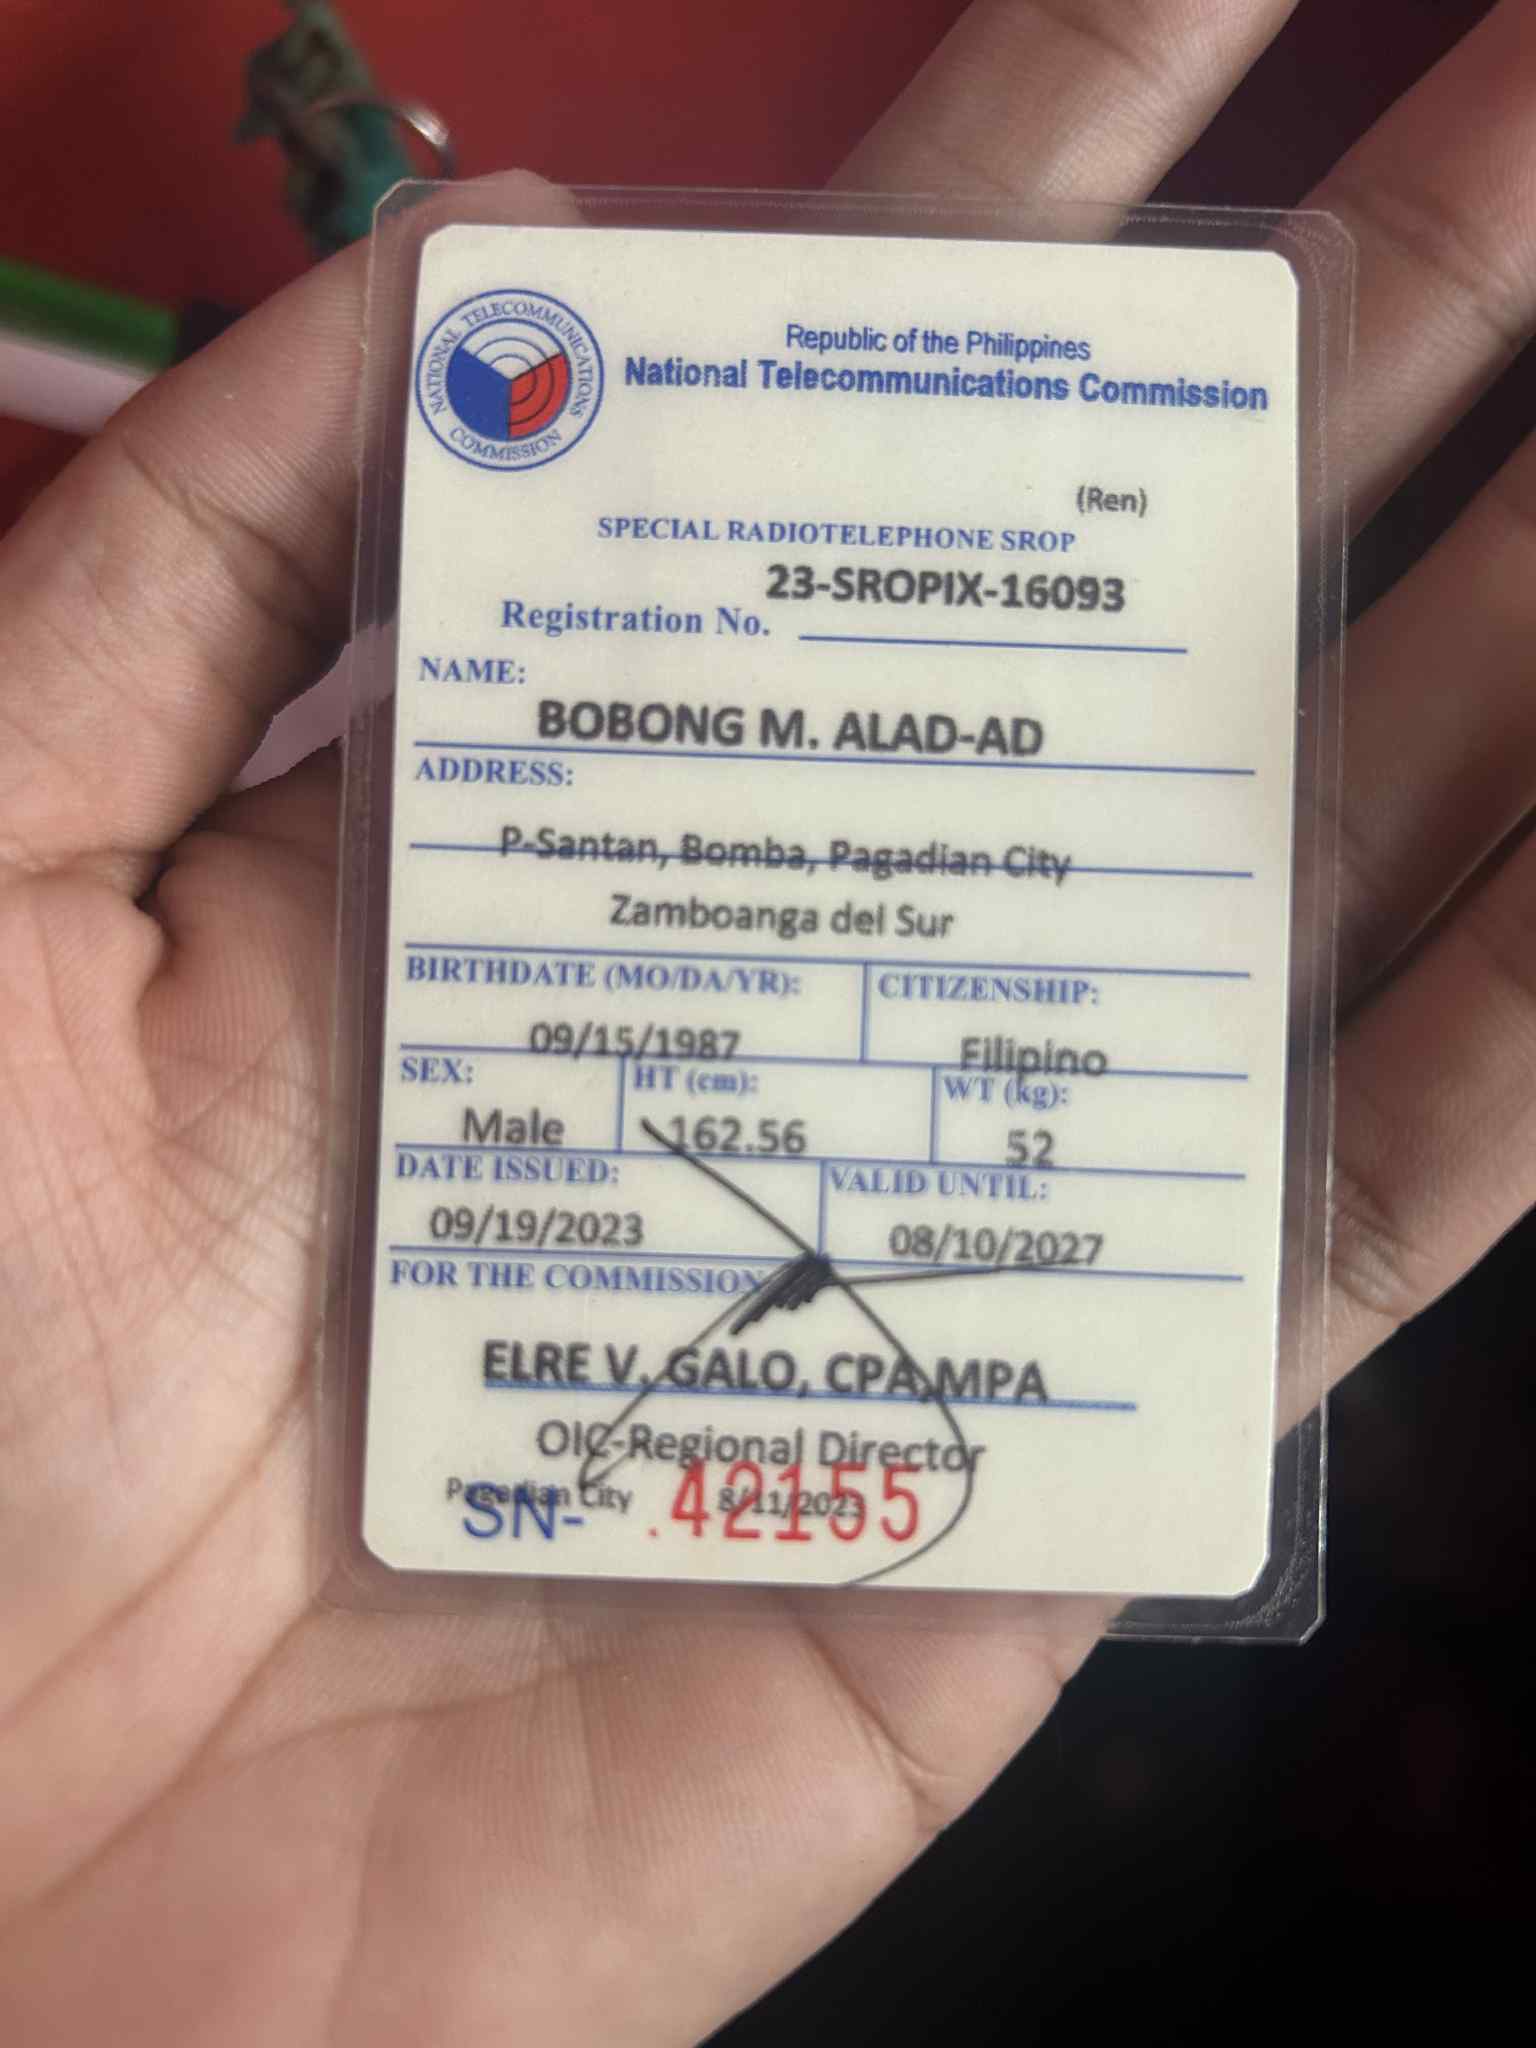 NATIONAL TELECOMMUNICATIONS COMMISSION
Republic of the Philippines
National Telecommunications Commission
(Ren)
SPECIAL RADIOTELEPHONE SROP
23-SROPIX-16093
Registration No.
NAME:
BOBONG M. ALAD-AD
ADDRESS:
P-Santan, Bomba, Pagadian City
Zamboanga del Sur
BIRTHDATE (MO/DA/YR): CITIZENSHIP:
09/15/1987 Filipino
SEX: HT (cm): WT (kg):
Male 162.56 52
DATE ISSUED: VALID UNTIL:
09/19/2023 08/10/2027
FOR THE COMMISSION
ELRE V. GALO, CPA,MPA
OIC-Regional Director
Pagadian City 8/11/2023
SN- .42155